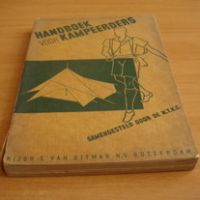 HANDBOEK
VOOR KAMPEERDERS
SAMENGESTELD DOOR DE N.T.K.C.
NIJGH & VAN DITMAR N.V. ROTTERDAM